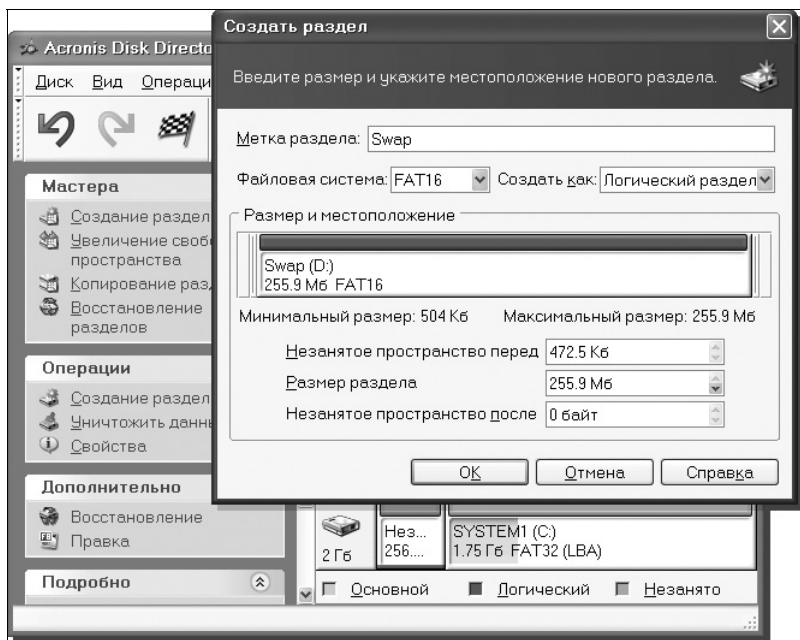 Создать раздел
Acronis Disk Directo
Введите размер и укажите местоположение нового раздела.
Диск Вид Операци
Метка раздела: Swap
Файловая система: FAT16 Создать как: Логический раздел
Размер и местоположение
Swap (D:)
255.9 Мб FAT16
Минимальный размер: 504 Кб Максимальный размер: 255.9 Мб
Незанятое пространство перед 472.5 Кб
Размер раздела 255.9 Мб
Незанятое пространство после 0 байт
OK Отмена Справка
Мастера
Создание раздел
Увеличение своб
пространства
Копирование раз
Восстановление
разделов
Операции
Создание раздел
Уничтожить данн
Свойства
Дополнительно
Восстановление
Правка
Подробно
2 Гб
Нез...
256....
SYSTEM1 (C:)
1.75 Гб FAT32 (LBA)
Основной Логический Незанято